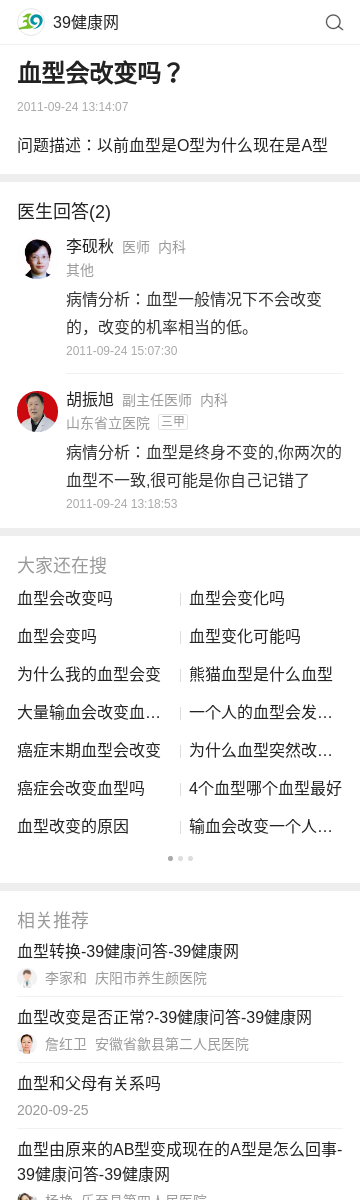 39健康网
血型会改变吗？
2011-09-24 13:14:07
问题描述：以前血型是O型为什么现在是A型
医生回答(2)
李砚秋 医师 内科
其他
病情分析：血型一般情况下不会改变
的，改变的机率相当的低。
2011-09-24 15:07:30
胡振旭 副主任医师 内科
山东省立医院 三甲
病情分析：血型是终身不变的,你两次的
血型不一致,很可能是你自己记错了
2011-09-24 13:18:53
大家还在搜
血型会改变吗 血型会变化吗
血型会变吗 血型变化可能吗
为什么我的血型会变 熊猫血型是什么血型
大量输血会改变血... 一个人的血型会发...
癌症末期血型会改变 为什么血型突然改...
癌症会改变血型吗 4个血型哪个血型最好
血型改变的原因 输血会改变一个人...
相关推荐
血型转换-39健康问答-39健康网
李家和 庆阳市养生颜医院
血型改变是否正常?-39健康问答-39健康网
詹红卫 安徽省歙县第二人民医院
血型和父母有关系吗
2020-09-25
血型由原来的AB型变成现在的A型是怎么回事-
39健康问答-39健康网